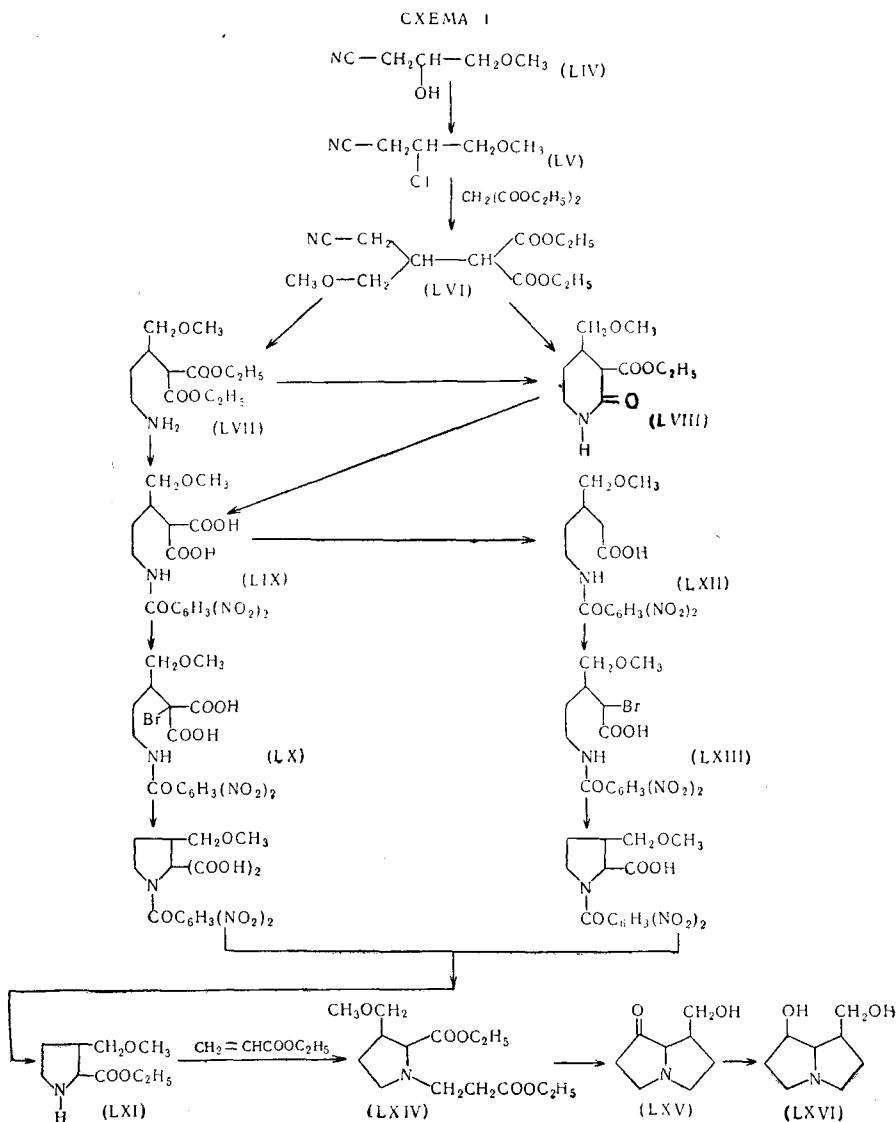 СХЕМА I
NC—CH₂CH—CH₂OCH₃ (LIV)
OH
NC—CH₂CH—CH₂OCH₃ (LV)
Cl
CH₂(COOC₂H₅)₂
NC—CH₂
COOC₂H₅
CH—CH
CH₃O—CH₂
COOC₂H₅
(LVI)
CH₂OCH₃
COOC₂H₅
COOC₂H₅
NH₂
(LVII)
CH₂OCH₃
COOC₂H₅
O
N
H
(LVIII)
CH₂OCH₃
COOH
COOH
NH
(LIX)
COC₆H₃(NO₂)₂
CH₂OCH₃
COOH
NH
(LXII)
COC₆H₃(NO₂)₂
CH₂OCH₃
Br
COOH
COOH
NH
(LX)
COC₆H₃(NO₂)₂
CH₂OCH₃
Br
COOH
NH
(LXIII)
COC₆H₃(NO₂)₂
CH₂OCH₃
(COOH)₂
N
COC₆H₃(NO₂)₂
CH₂OCH₃
COOH
N
COC₆H₃(NO₂)₂
CH₂OCH₃
COOC₂H₅
N
H
(LXI)
CH₂=CHCOOC₂H₅
CH₃OCH₂
COOC₂H₅
N
CH₂CH₂COOC₂H₅
(LXIV)
O
CH₂OH
N
(LXV)
OH
CH₂OH
N
(LXVI)